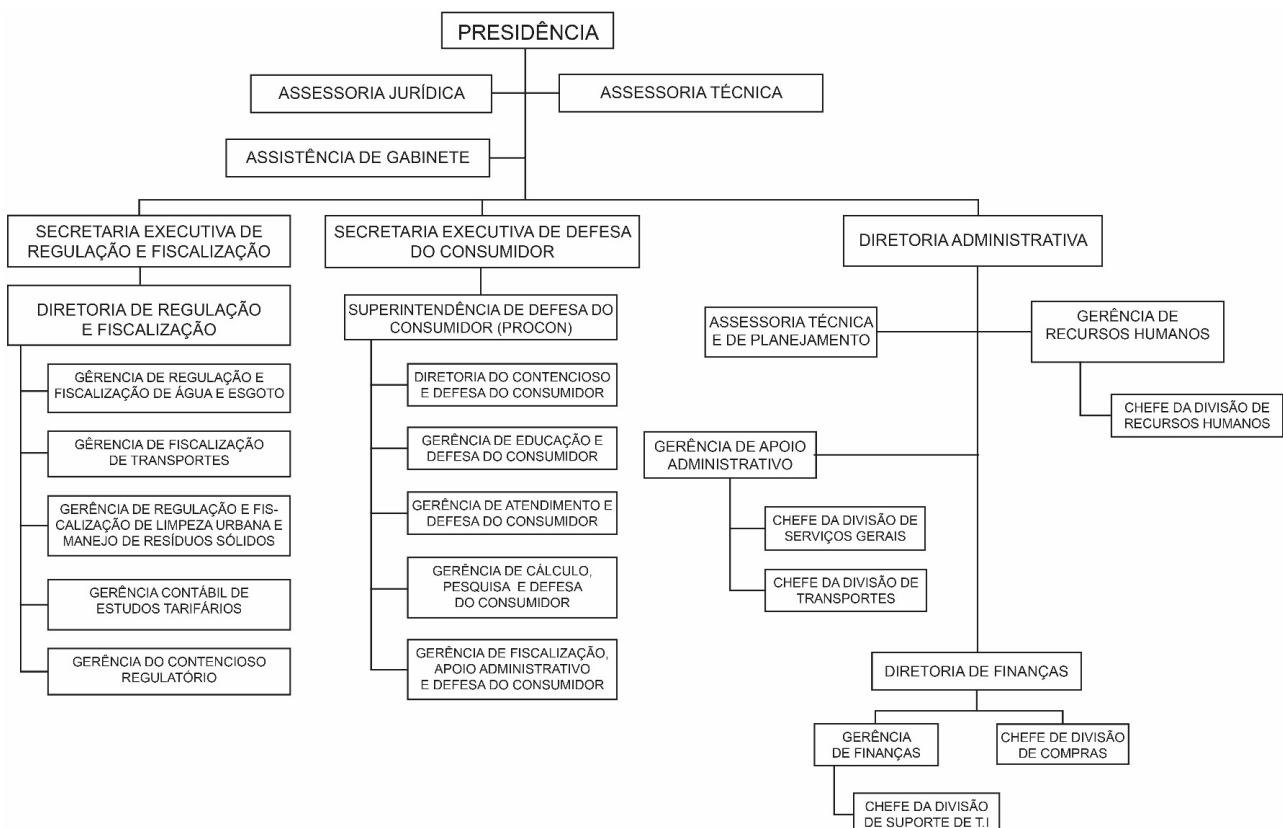 PRESIDÊNCIA
ASSESSORIA JURÍDICA
ASSESSORIA TÉCNICA
ASSISTÊNCIA DE GABINETE
SECRETARIA EXECUTIVA DE
REGULAÇÃO E FISCALIZAÇÃO
DIRETORIA DE REGULAÇÃO
E FISCALIZAÇÃO
GÊRENCIA DE REGULAÇÃO E
FISCALIZAÇÃO DE ÁGUA E ESGOTO
GÊRENCIA DE FISCALIZAÇÃO
DE TRANSPORTES
GERÊNCIA DE REGULAÇÃO E FIS-
CALIZAÇÃO DE LIMPEZA URBANA E
MANEJO DE RESÍDUOS SÓLIDOS
GERÊNCIA CONTÁBIL DE
ESTUDOS TARIFÁRIOS
GERÊNCIA DO CONTENCIOSO
REGULATÓRIO
SECRETARIA EXECUTIVA DE DEFESA
DO CONSUMIDOR
SUPERINTENDÊNCIA DE DEFESA DO
CONSUMIDOR (PROCON)
DIRETORIA DO CONTENCIOSO
E DEFESA DO CONSUMIDOR
GERÊNCIA DE EDUCAÇÃO E
DEFESA DO CONSUMIDOR
GERÊNCIA DE ATENDIMENTO E
DEFESA DO CONSUMIDOR
GERÊNCIA DE CÁLCULO,
PESQUISA E DEFESA
DO CONSUMIDOR
GERÊNCIA DE FISCALIZAÇÃO,
APOIO ADMINISTRATIVO
E DEFESA DO CONSUMIDOR
DIRETORIA ADMINISTRATIVA
ASSESSORIA TÉCNICA
E DE PLANEJAMENTO
GERÊNCIA DE
RECURSOS HUMANOS
CHEFE DA DIVISÃO DE
RECURSOS HUMANOS
GERÊNCIA DE APOIO
ADMINISTRATIVO
CHEFE DA DIVISÃO DE
SERVIÇOS GERAIS
CHEFE DA DIVISÃO DE
TRANSPORTES
DIRETORIA DE FINANÇAS
GERÊNCIA
DE FINANÇAS
CHEFE DE DIVISÃO
DE COMPRAS
CHEFE DA DIVISÃO
DE SUPORTE DE T.I